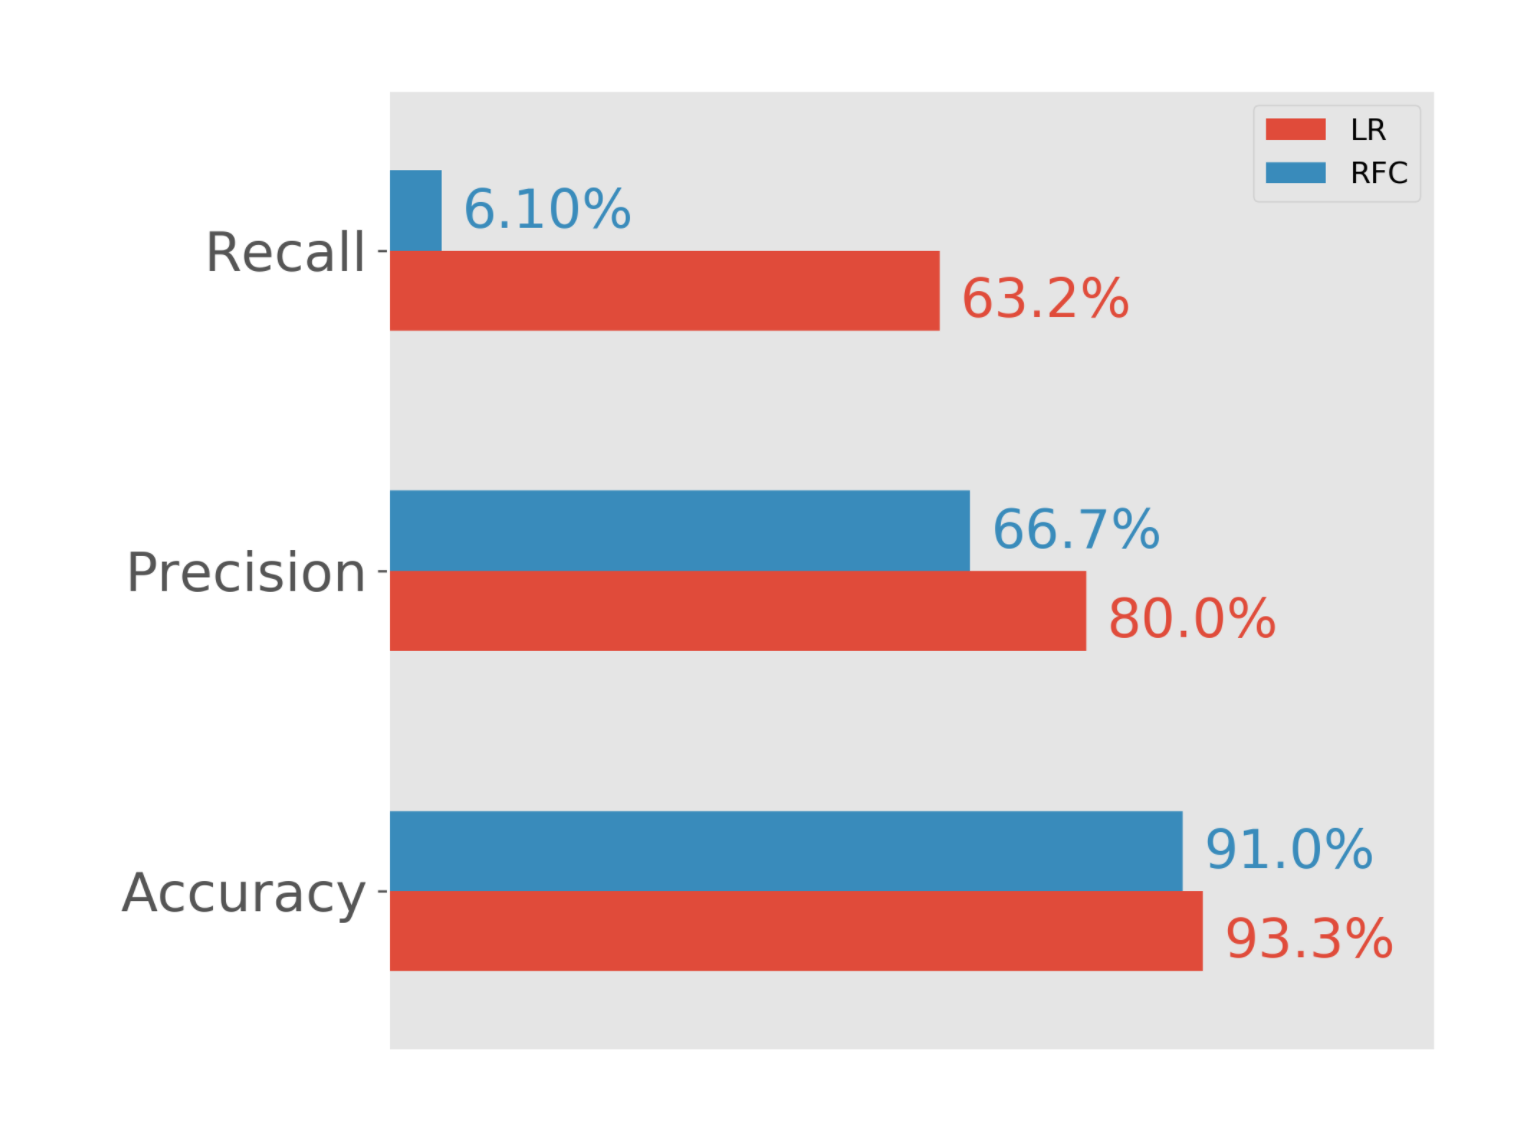 LR
RFC
6.10%
Recall
63.2%
66.7%
Precision
80.0%
91.0%
Accuracy
93.3%